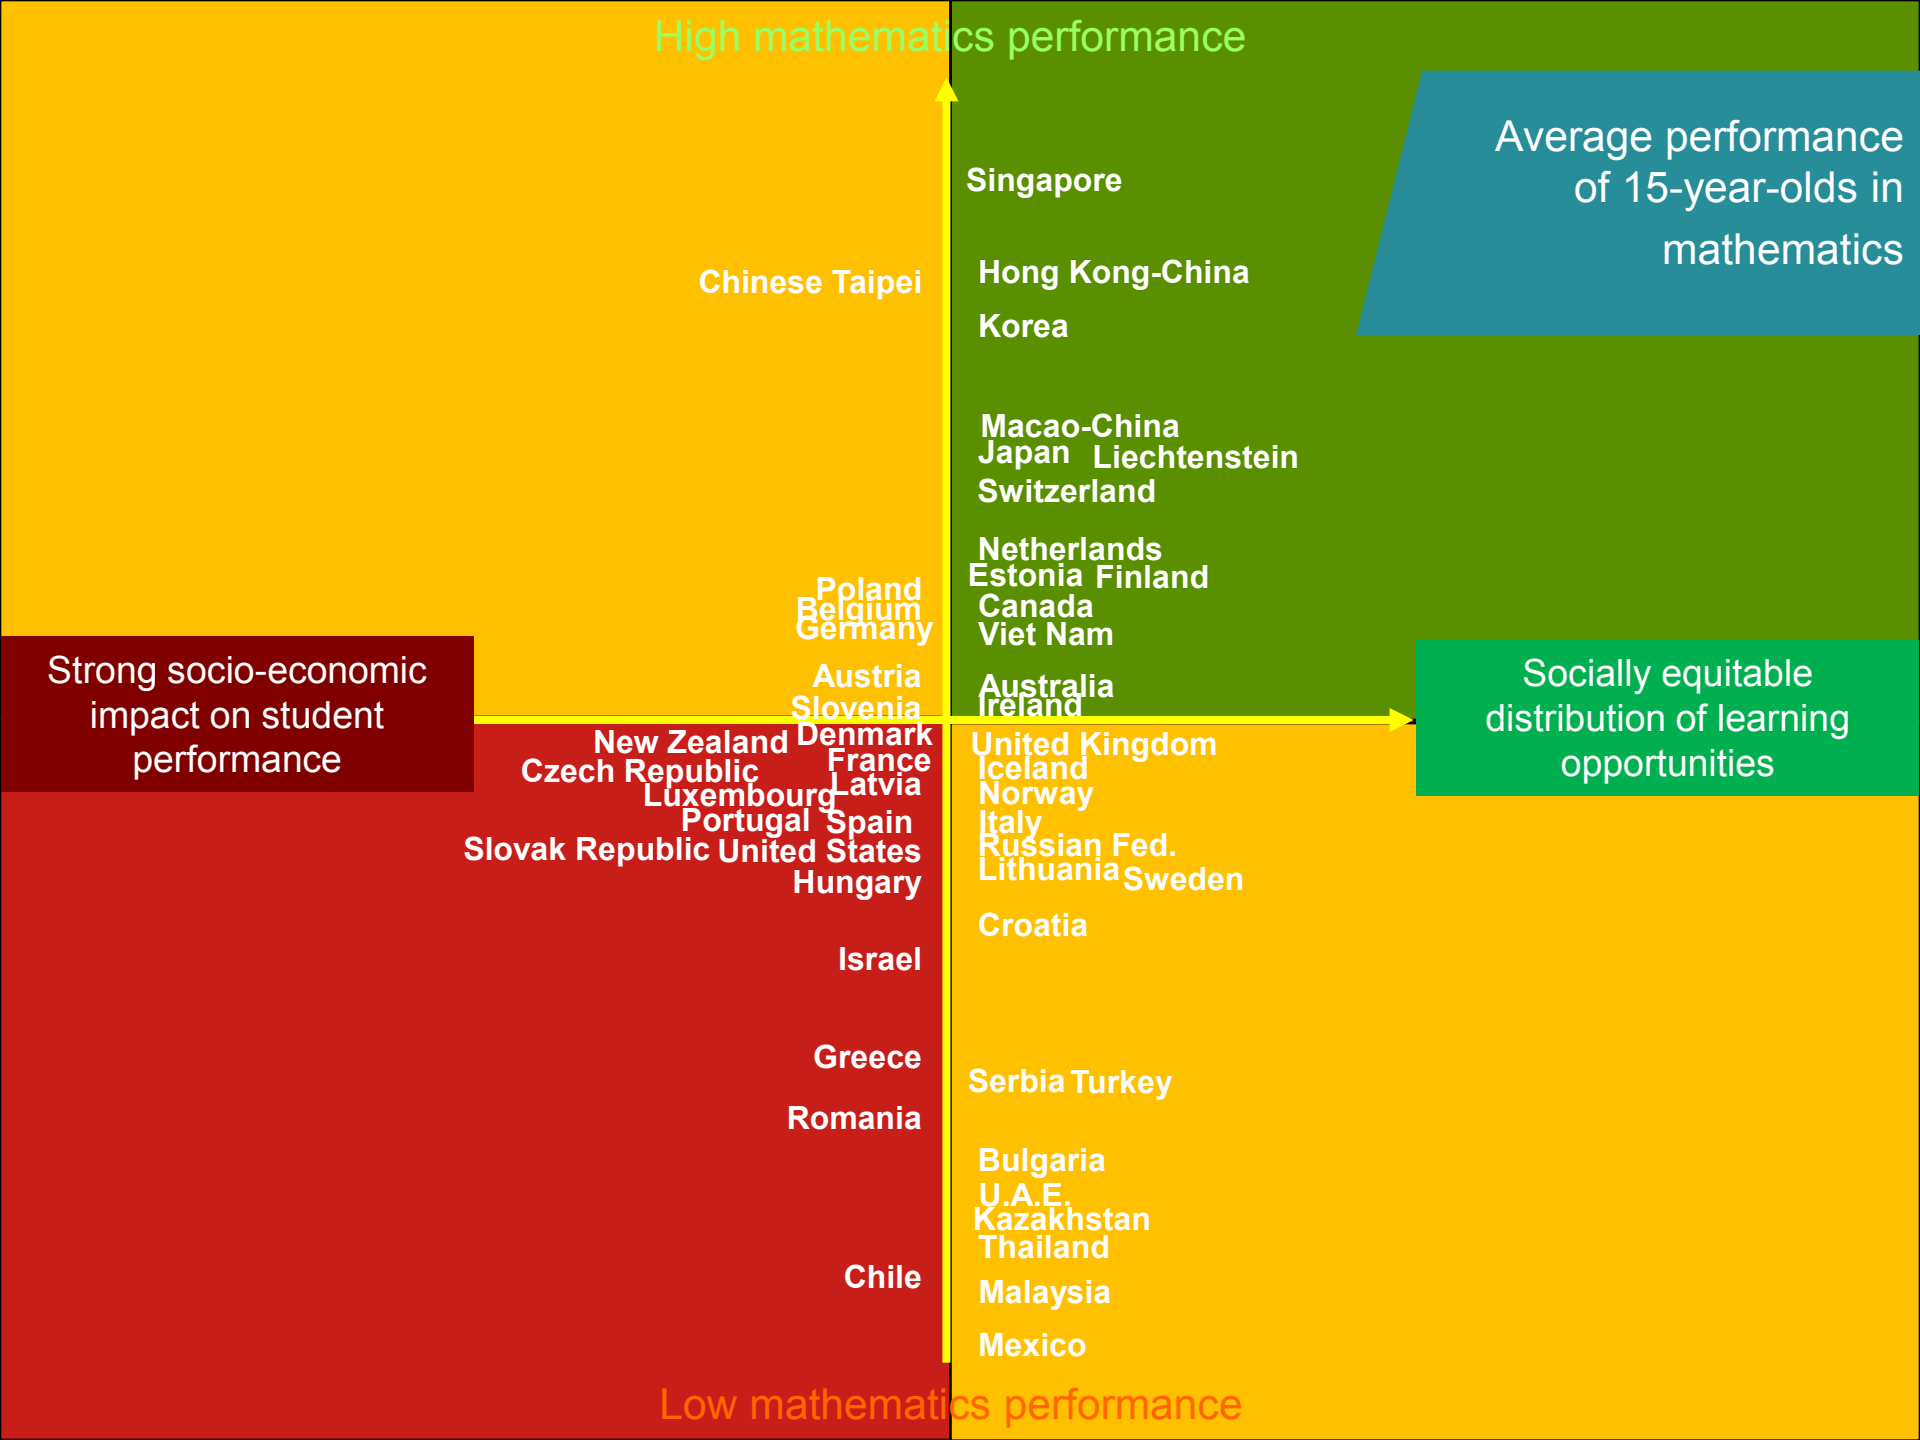 High mathematics performance
Average performance
of 15-year-olds in
mathematics
Singapore
Chinese Taipei
Hong Kong-China
Korea
Macao-China
Japan
Liechtenstein
Switzerland
Netherlands
Estonia
Finland
Poland
Belgium
Germany
Canada
Viet Nam
Strong socio-economic
impact on student
performance
Socially equitable
distribution of learning
opportunities
Austria
Slovenia
Australia
Ireland
New Zealand
Denmark
Czech Republic
France
Luxembourg
Latvia
Portugal
Spain
Slovak Republic
United States
Hungary
United Kingdom
Iceland
Norway
Italy
Russian Fed.
Lithuania
Sweden
Croatia
Israel
Greece
Serbia
Turkey
Romania
Bulgaria
U.A.E.
Kazakhstan
Thailand
Chile
Malaysia
Mexico
Low mathematics performance